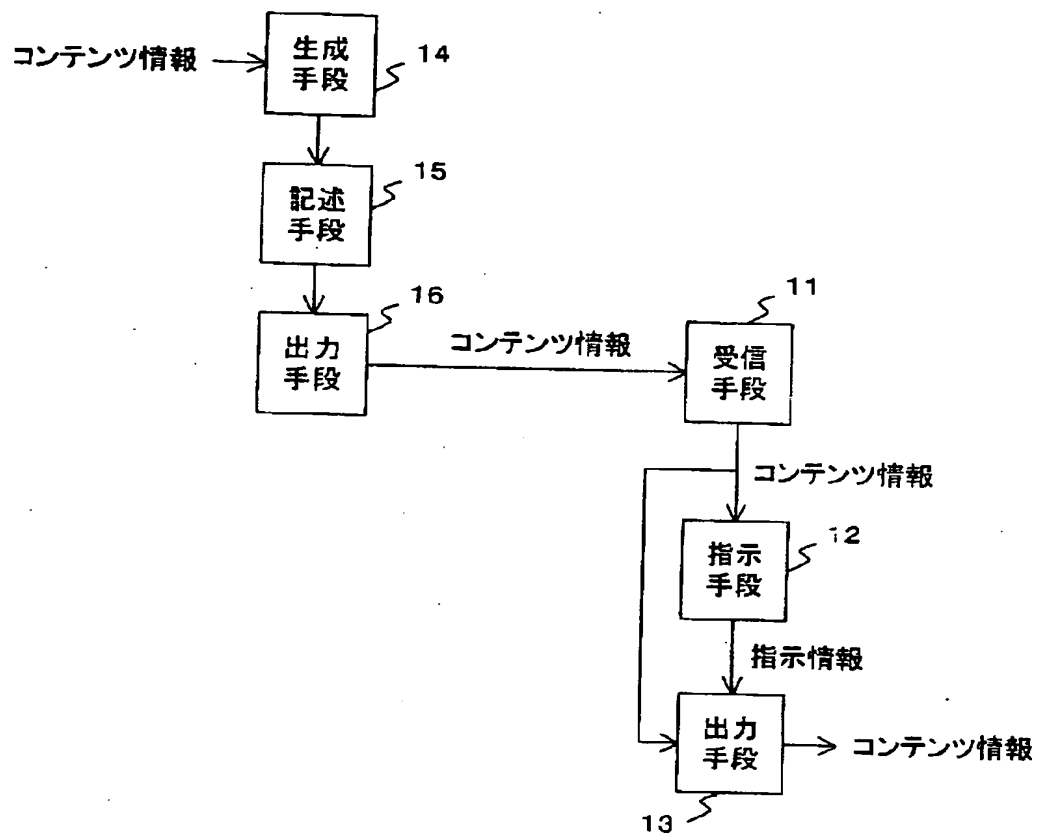 コンテンツ情報
生成
手段
14
記述
手段
15
出力
手段
16
コンテンツ情報
受信
手段
11
コンテンツ情報
指示
手段
12
指示情報
出力
手段
13
コンテンツ情報